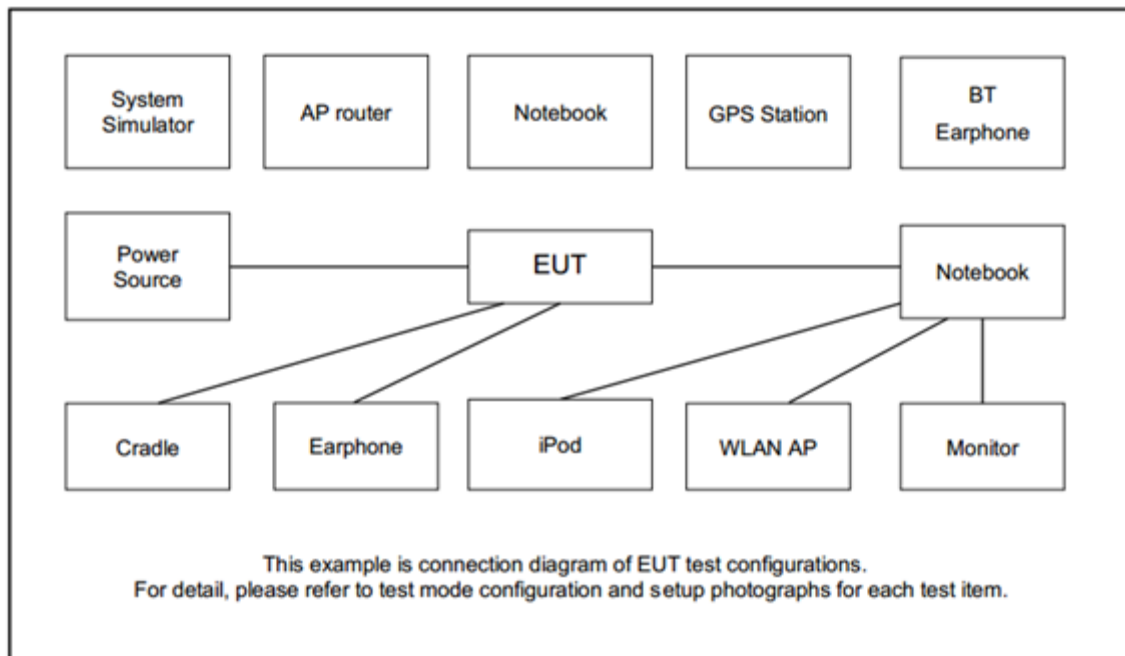 System
Simulator
AP router
Notebook
GPS Station
BT
Earphone
Power
Source
EUT
Notebook
Cradle
Earphone
iPod
WLAN AP
Monitor
This example is connection diagram of EUT test configurations.
For detail, please refer to test mode configuration and setup photographs for each test item.